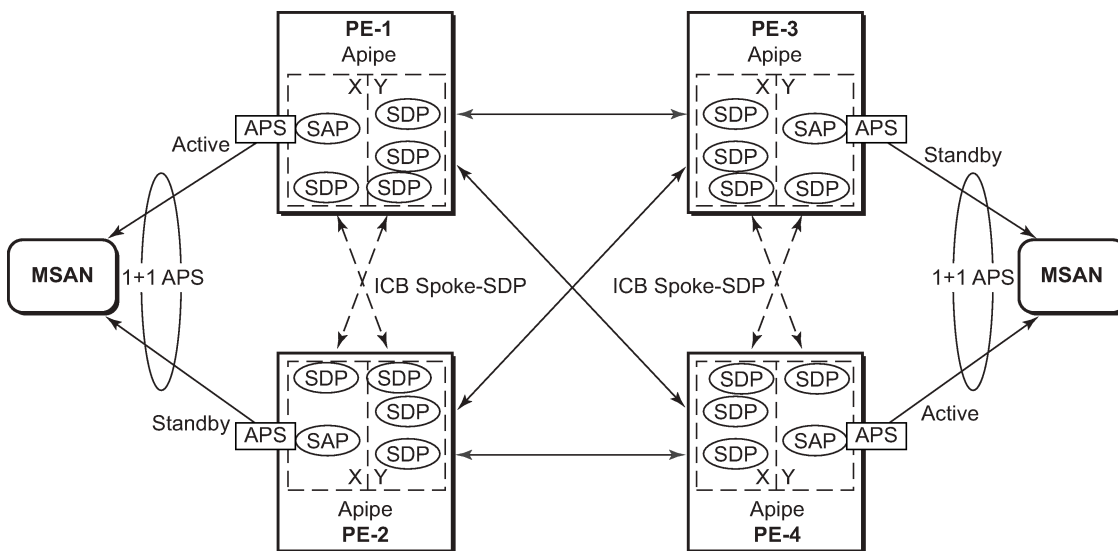 PE-1
Apipe
X Y
SDP
APS
SAP
SDP
SDP
SDP
Active
PE-3
Apipe
X Y
SDP
SAP
APS
SDP
SDP
SDP
Standby
MSAN
1+1 APS
ICB Spoke-SDP
ICB Spoke-SDP
1+1 APS
MSAN
Standby
SDP
SDP
SDP
APS
SAP
SDP
X Y
Apipe
PE-2
SDP
SDP
SDP
SDP
SAP
APS
X Y
Apipe
PE-4
Active